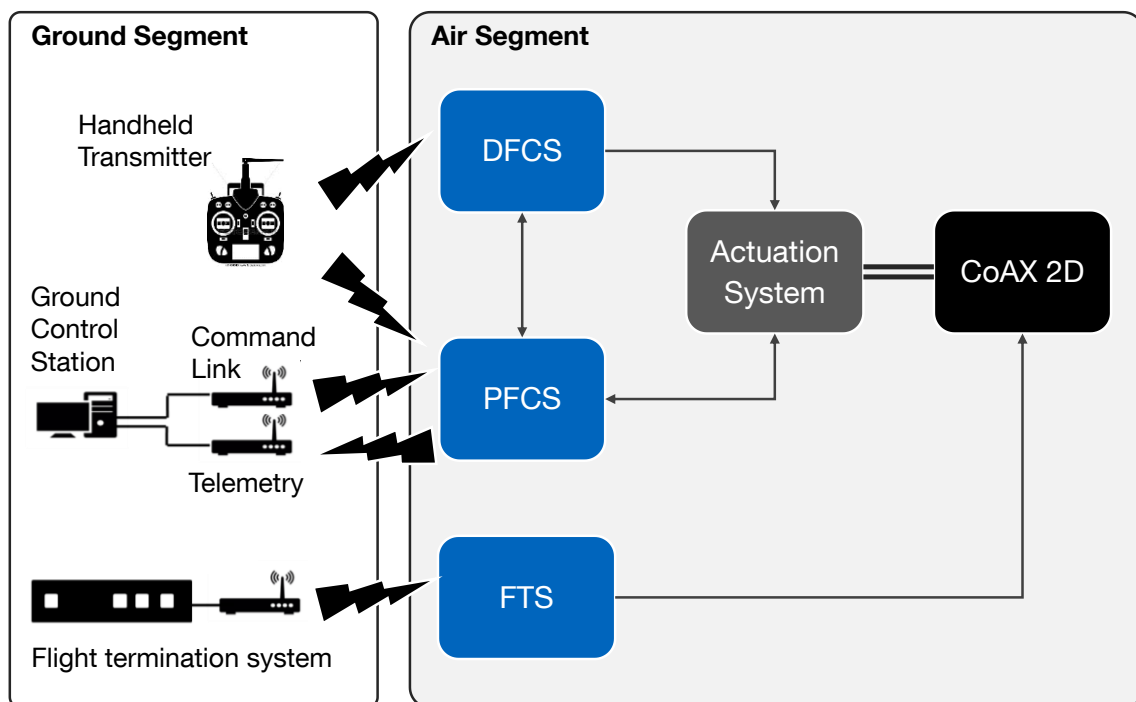 Ground Segment
Air Segment
Handheld
Transmitter
DFCS
Actuation
System
CoAX 2D
Ground
Control
Station
Command
Link
PFCS
Telemetry
FTS
Flight termination system